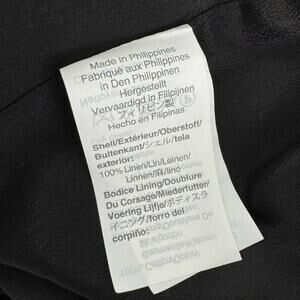 Made in Philippines
Fabriqué aux Philippines
in Den Philippinen
Hergestellt
Vervaardigd in Filipijnen
フィリピン製
Hecho en Filipinas
Shell/Extérieur/Oberstoff/
Buitenkant/シェル/tela
exterior:
100% Linen/Lin/Leinen/
Linnen/麻/lino
Bodice Lining/Doublure
Du Corsage/Miederfutter/
Voering Lijfje/ボディスラ
イニング/forro del
corpiño: